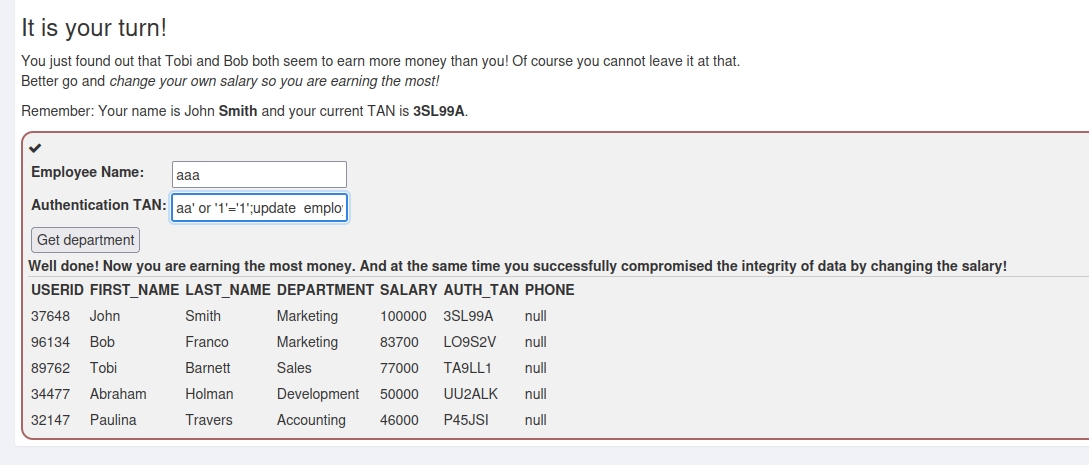 It is your turn!
You just found out that Tobi and Bob both seem to earn more money than you! Of course you cannot leave it at that.
Better go and change your own salary so you are earning the most!
Remember: Your name is John Smith and your current TAN is 3SL99A.
Employee Name: aaa
Authentication TAN: aa' or '1'='1';update  emplo
Get department
Well done! Now you are earning the most money. And at the same time you successfully compromised the integrity of data by changing the salary!
USERID FIRST_NAME LAST_NAME DEPARTMENT SALARY AUTH_TAN PHONE
37648 John Smith Marketing 100000 3SL99A null
96134 Bob Franco Marketing 83700 LO9S2V null
89762 Tobi Barnett Sales 77000 TA9LL1 null
34477 Abraham Holman Development 50000 UU2ALK null
32147 Paulina Travers Accounting 46000 P45JSI null